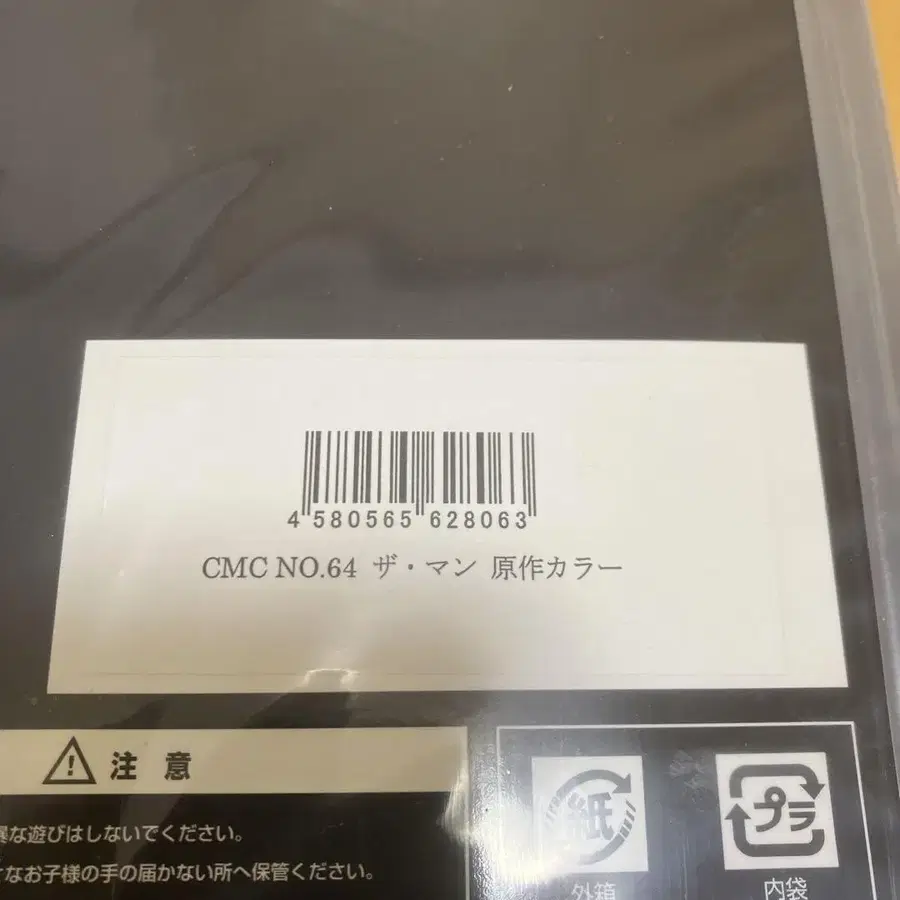 4 580565 628063
CMC NO.64 ザ・マン 原作カラー
注 意
な遊びはしないでください。
なお子様の手の届かない所へ保管ください。
紙
プラ
外箱
内袋